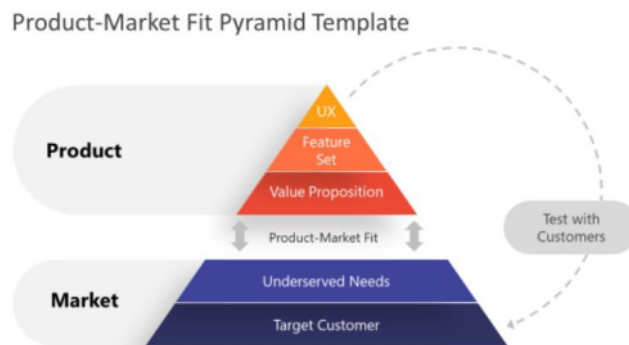 Product-Market Fit Pyramid Template
UX
Feature
Set
Product
Value Proposition
Test with
Customers
Product-Market Fit
Underserved Needs
Market
Target Customer